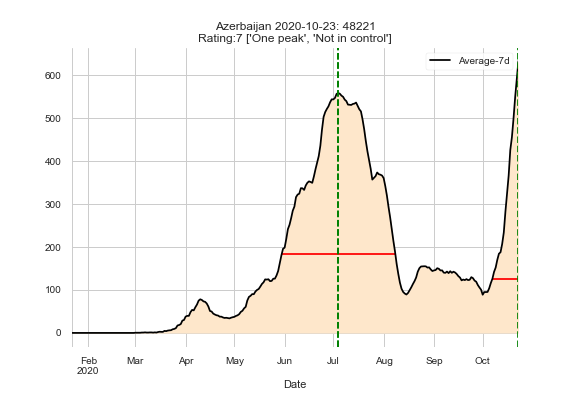 Azerbaijan 2020-10-23: 48221
Rating:7 ['One peak', 'Not in control']
Average-7d
600
500
400
300
200
100
0
Feb Mar Apr May Jun Jul Aug Sep Oct
2020
Date